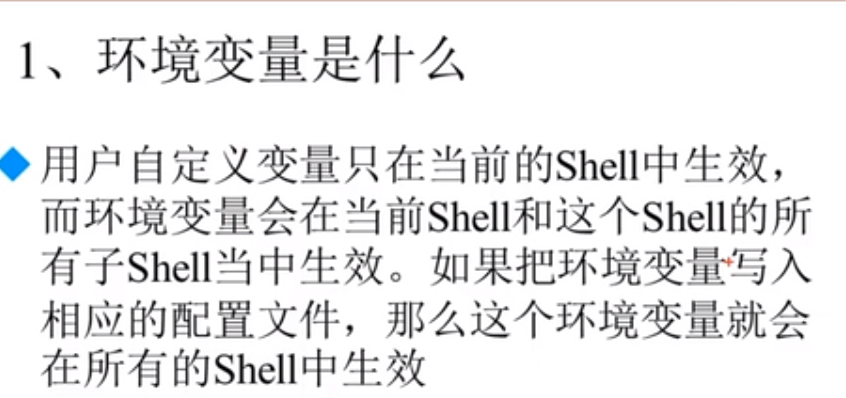 1、环境变量是什么
用户自定义变量只在当前的Shell中生效，
而环境变量会在当前Shell和这个Shell的所
有子Shell当中生效。如果把环境变量写入
相应的配置文件，那么这个环境变量就会
在所有的Shell中生效